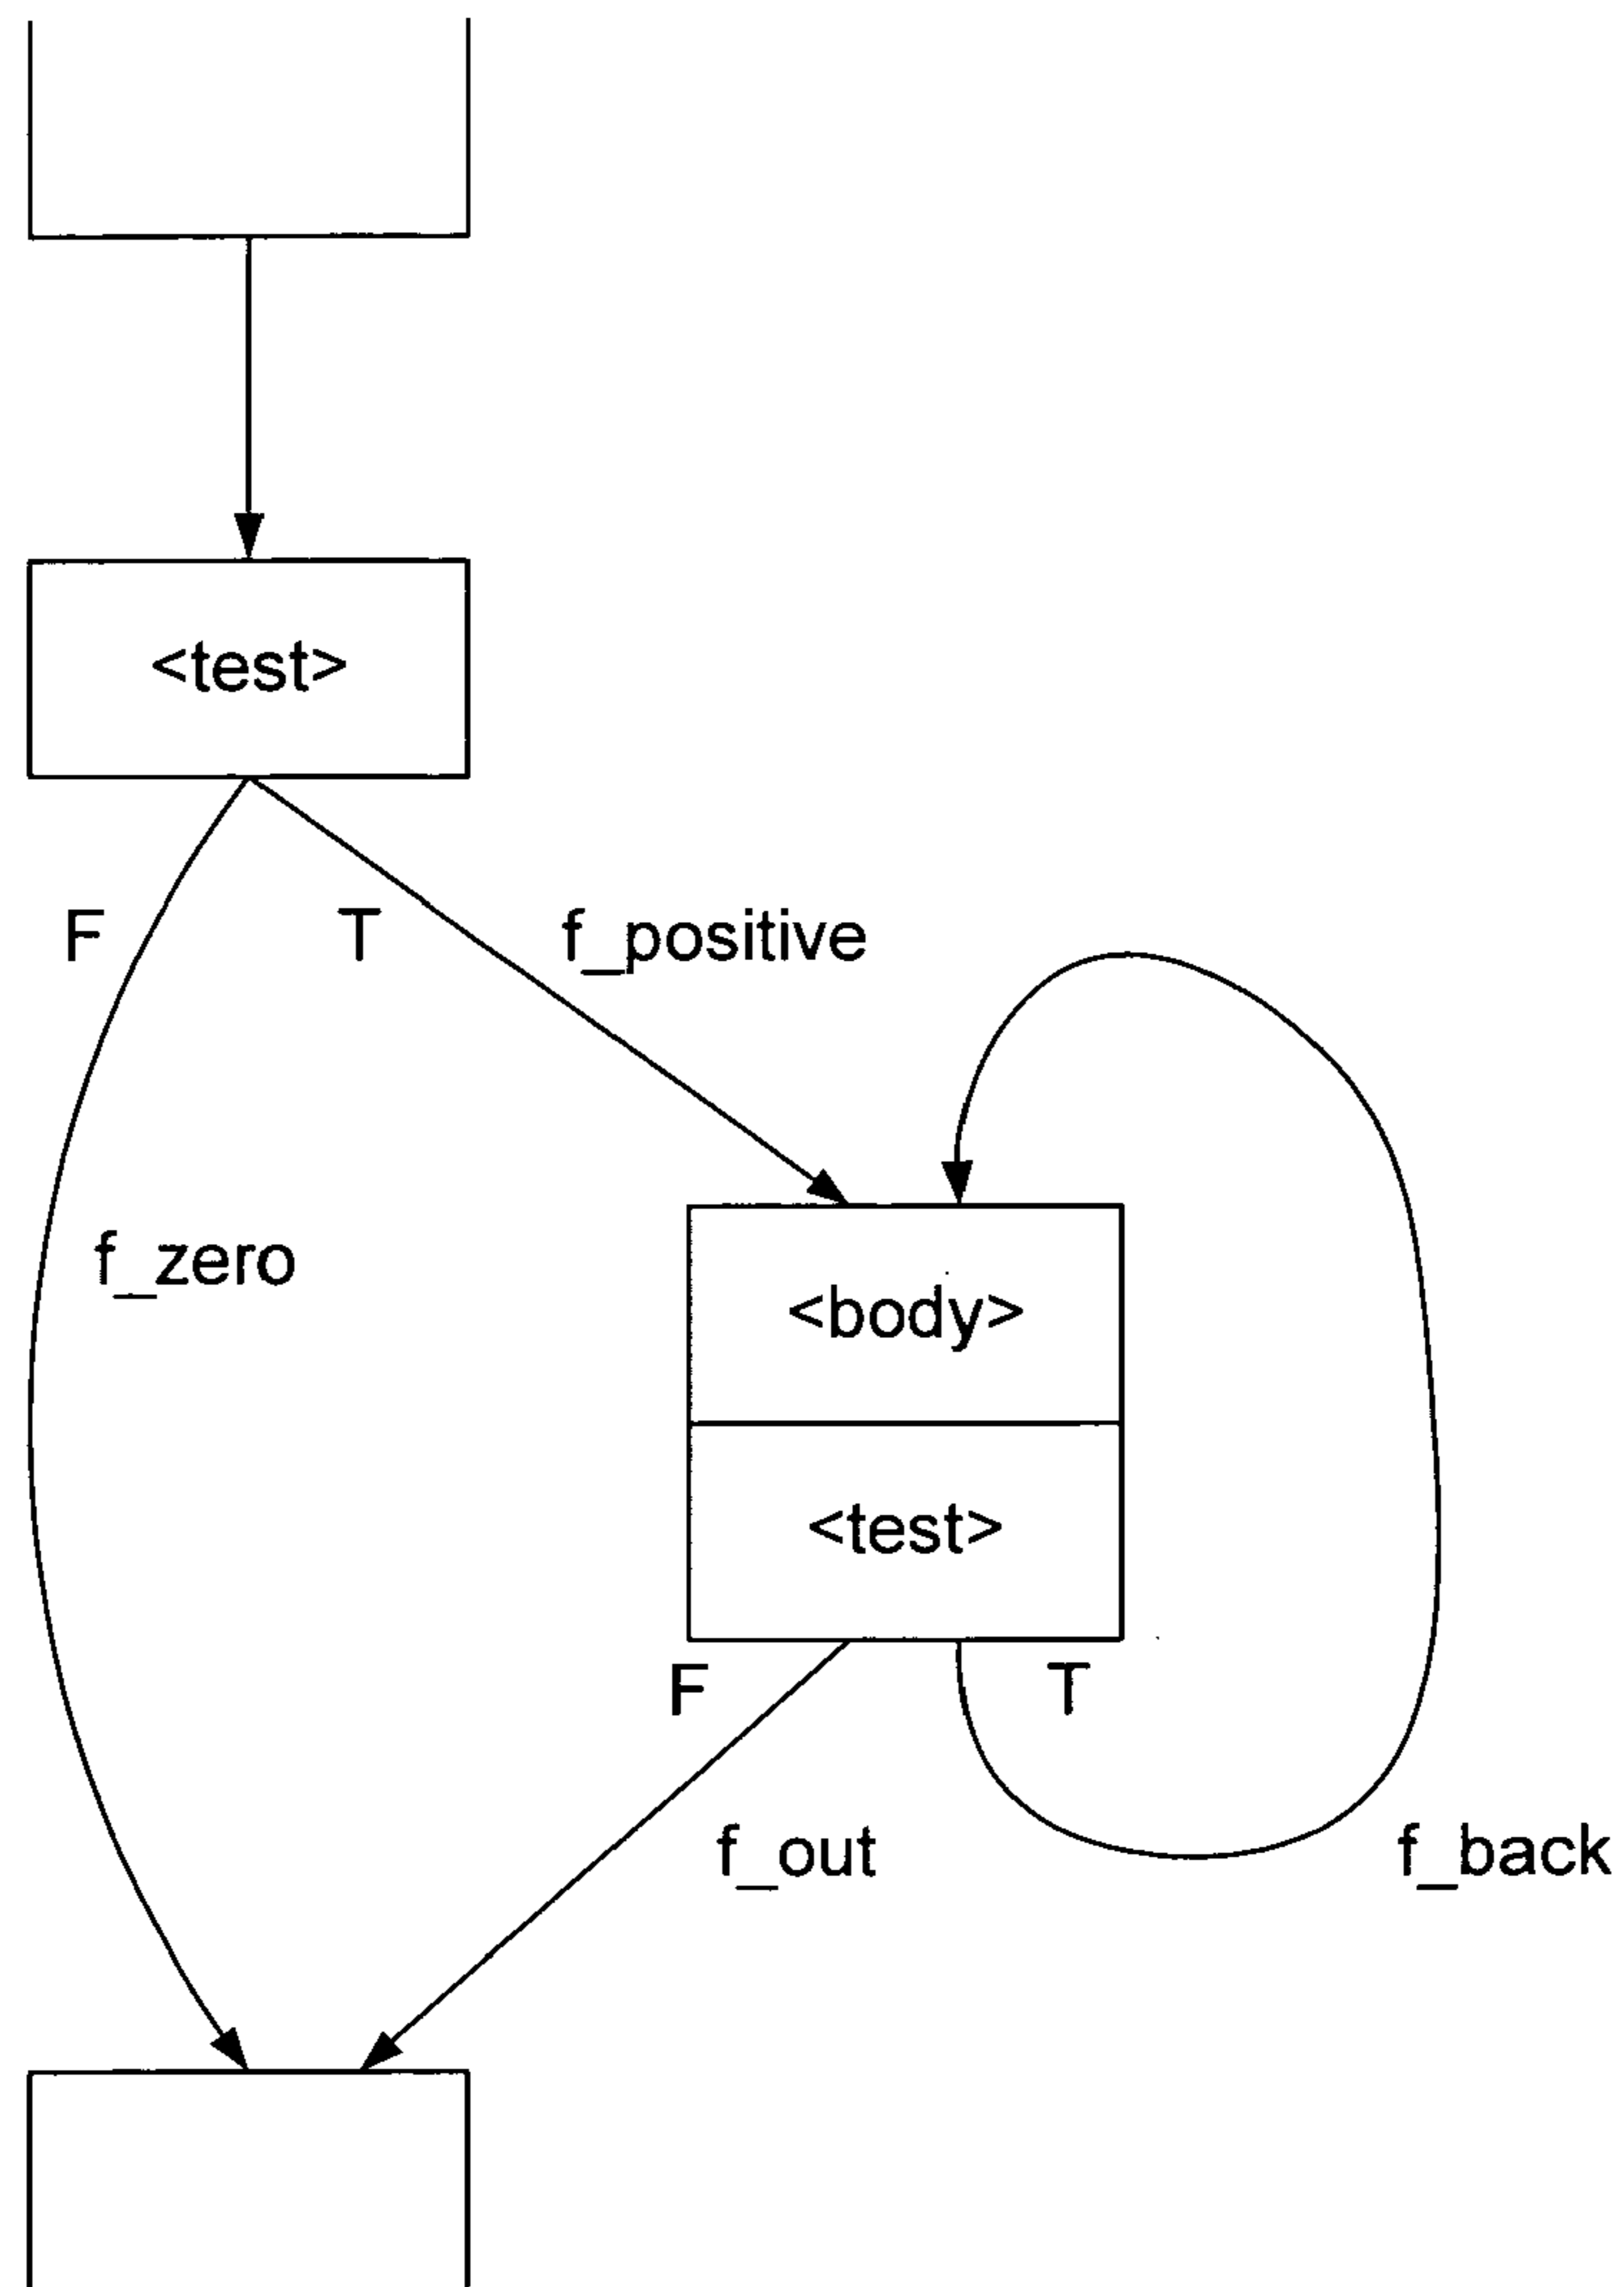 <test>
F
T
f_positive
f_zero
<body>
<test>
F
T
f_out
f_back